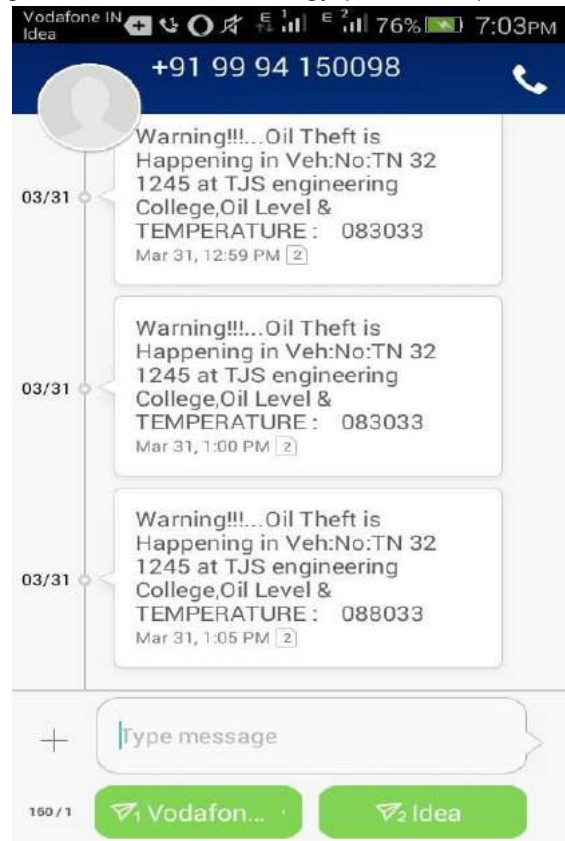 Vodafone IN
Idea
E 1 E 2 76% 7:03PM
+91 99 94 150098
Warning!!!...Oil Theft is
Happening in Veh:No:TN 32
1245 at TJS engineering
College,Oil Level &
TEMPERATURE : 083033
Mar 31, 12:59 PM 2
03/31
Warning!!!...Oil Theft is
Happening in Veh:No:TN 32
1245 at TJS engineering
College,Oil Level &
TEMPERATURE : 083033
Mar 31, 1:00 PM 2
03/31
Warning!!!...Oil Theft is
Happening in Veh:No:TN 32
1245 at TJS engineering
College,Oil Level &
TEMPERATURE : 088033
Mar 31, 1:05 PM 2
03/31
Type message
160 / 1
1 Vodafon...
2 Idea